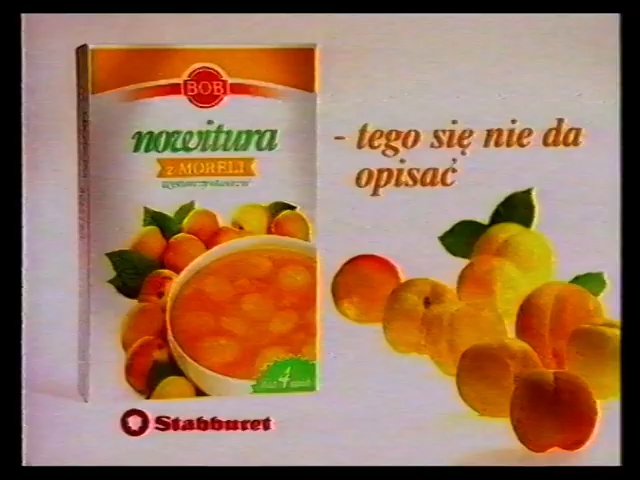 BOB
nowitura
z MORELI
- tego się nie da
opisać
4
Stabburet